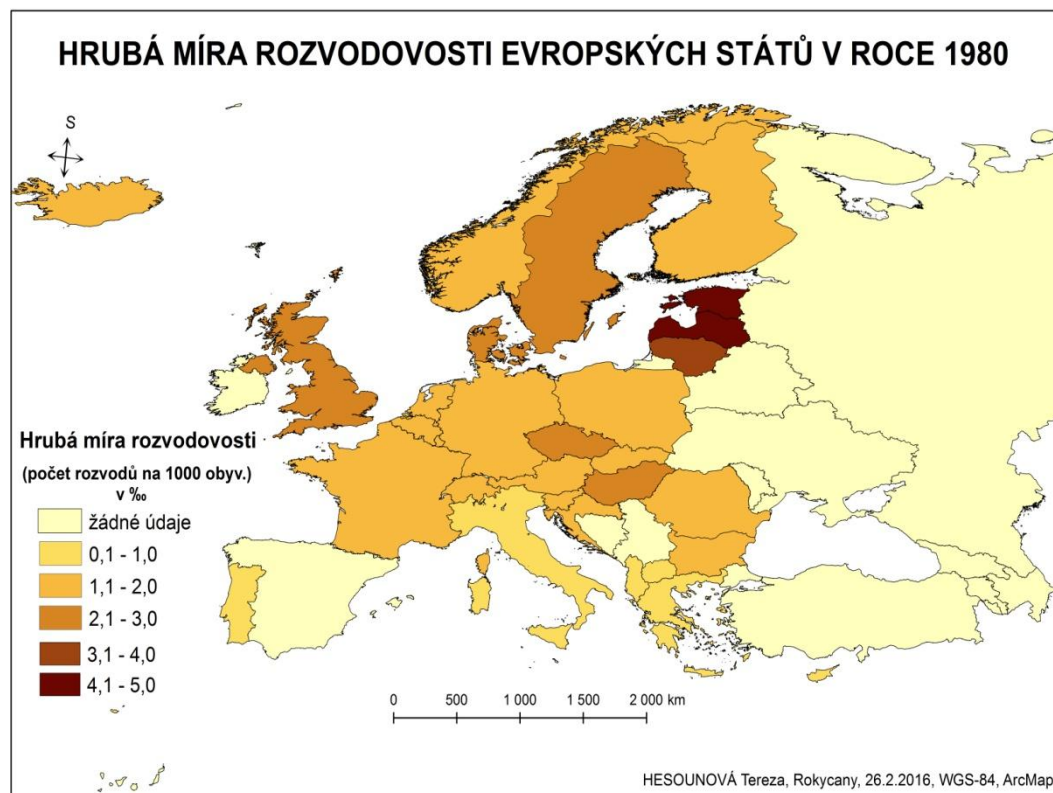 HRUBÁ MÍRA ROZVODOVOSTI EVROPSKÝCH STÁTŮ V ROCE 1980
S
Hrubá míra rozvodovosti
(počet rozvodů na 1000 obyv.)
v ‰
žádné údaje
0,1 - 1,0
1,1 - 2,0
2,1 - 3,0
3,1 - 4,0
4,1 - 5,0
0 500 1 000 1 500 2 000 km
HESOUNOVÁ Tereza, Rokycany, 26.2.2016, WGS-84, ArcMap